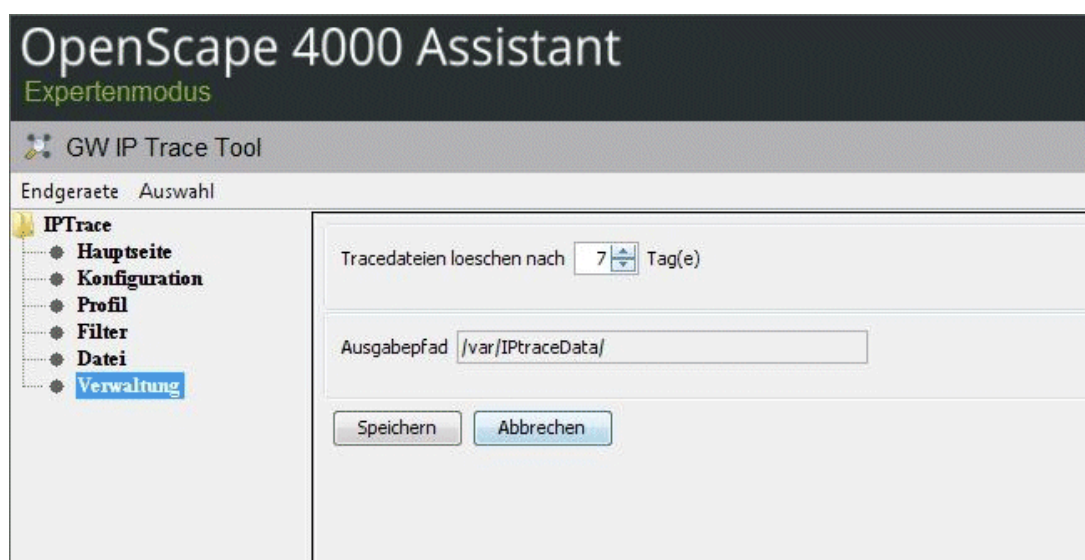 OpenScape 4000 Assistant
Expertenmodus
GW IP Trace Tool
Endgeraete Auswahl
IPTrace
Hauptseite
Konfiguration
Profil
Filter
Datei
Verwaltung
Tracedateien loeschen nach 7 Tag(e)
Ausgabepfad /var/IPtraceData/
Speichern Abbrechen